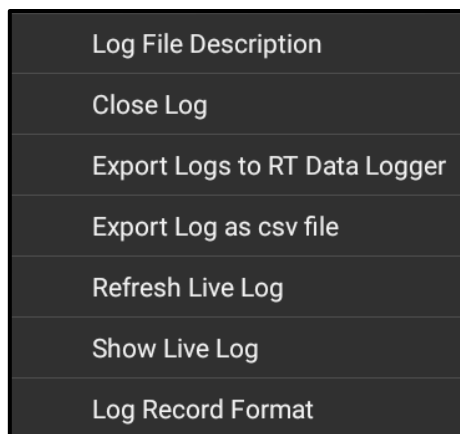 Log File Description
Close Log
Export Logs to RT Data Logger
Export Log as csv file
Refresh Live Log
Show Live Log
Log Record Format